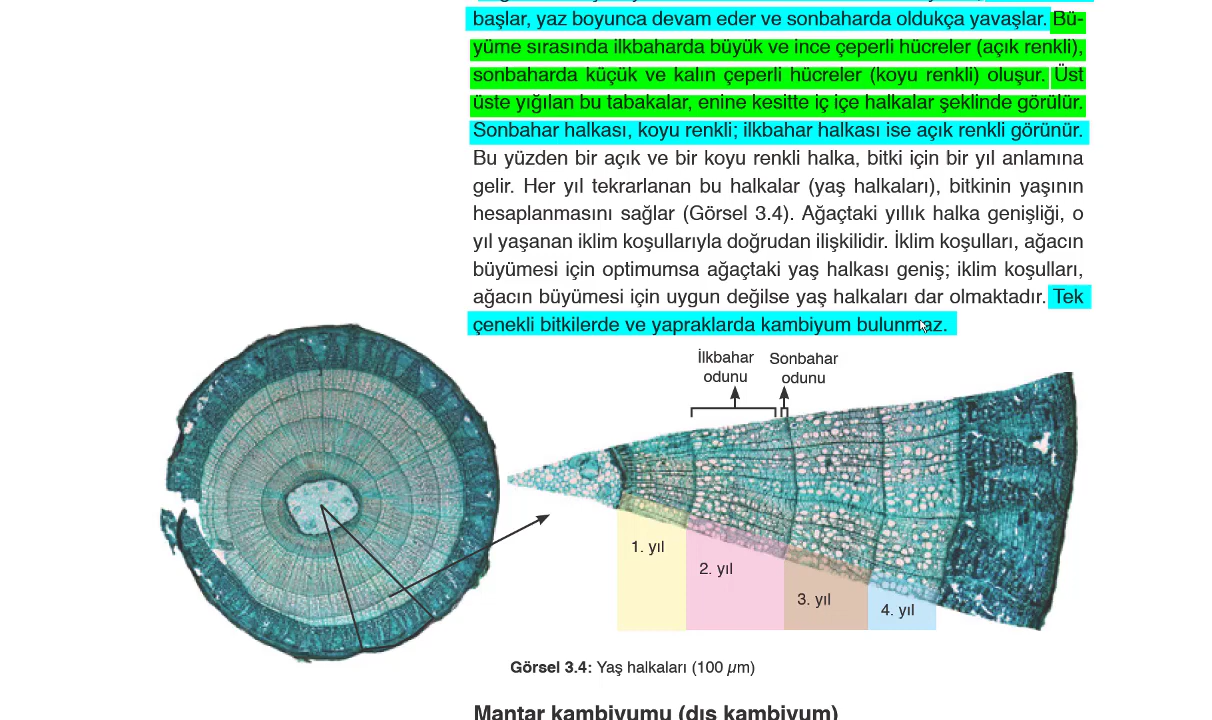 başlar, yaz boyunca devam eder ve sonbaharda oldukça yavaşlar. Bü-
yüme sırasında ilkbaharda büyük ve ince çeperli hücreler (açık renkli),
sonbaharda küçük ve kalın çeperli hücreler (koyu renkli) oluşur. Üst
üste yığılan bu tabakalar, enine kesitte iç içe halkalar şeklinde görülür.
Sonbahar halkası, koyu renkli; ilkbahar halkası ise açık renkli görünür.
Bu yüzden bir açık ve bir koyu renkli halka, bitki için bir yıl anlamına
gelir. Her yıl tekrarlanan bu halkalar (yaş halkaları), bitkinin yaşının
hesaplanmasını sağlar (Görsel 3.4). Ağaçtaki yıllık halka genişliği, o
yıl yaşanan iklim koşullarıyla doğrudan ilişkilidir. İklim koşulları, ağacın
büyümesi için optimumsa ağaçtaki yaş halkası geniş; iklim koşulları,
ağacın büyümesi için uygun değilse yaş halkaları dar olmaktadır. Tek
çenekli bitkilerde ve yapraklarda kambiyum bulunmaz.
İlkbahar
odunu
Sonbahar
odunu
1. yıl
2. yıl
3. yıl
4. yıl
Görsel 3.4: Yaş halkaları (100 µm)
Mantar kambiyumu (dış kambiyum)